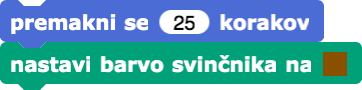 premakni se 25 korakov
nastavi barvo svinčnika na